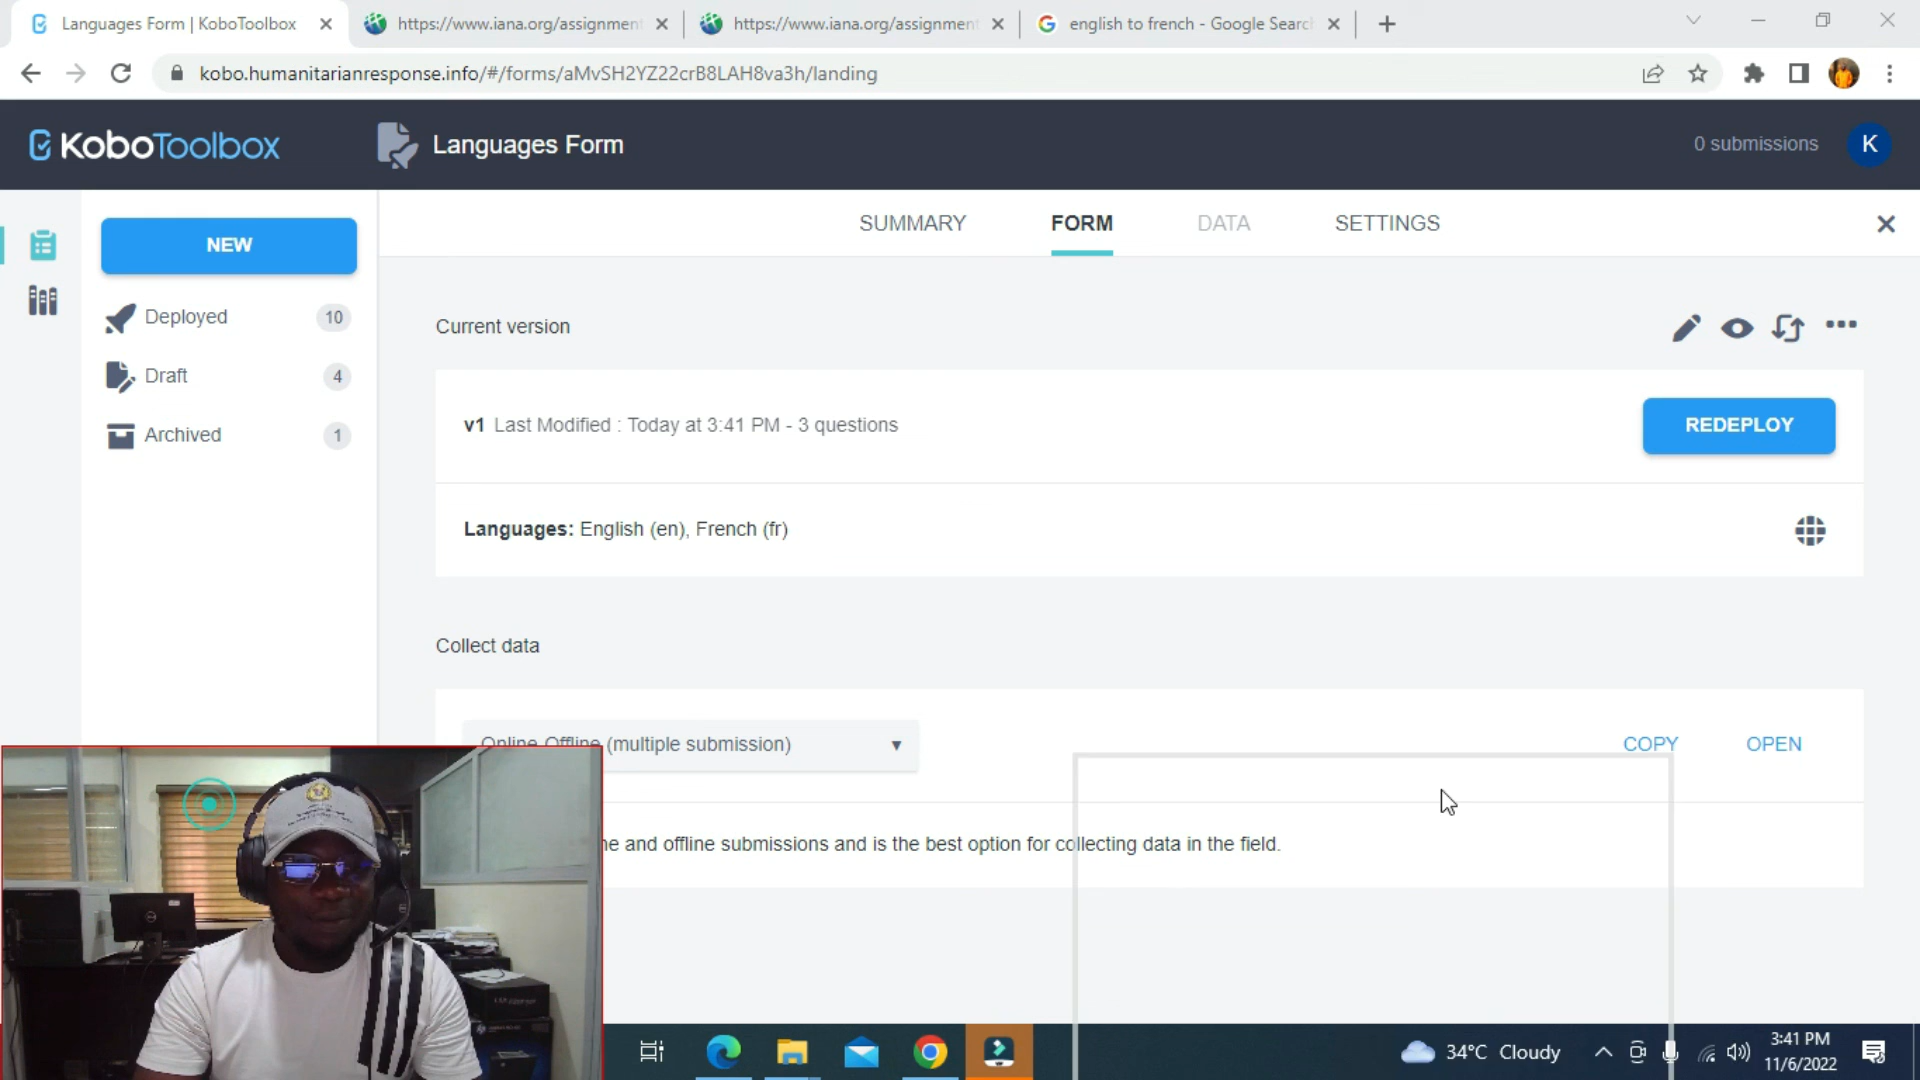 Languages Form | KoboToolbox
https://www.iana.org/assignmen
https://www.iana.org/assignmen
english to french - Google Searc
kobo.humanitarianresponse.info/#/forms/aMvSH2YZ22crB8LAH8va3h/landing
KoboToolbox
Languages Form
0 submissions
K
SUMMARY
FORM
DATA
SETTINGS
NEW
Deployed 10
Draft 4
Archived 1
Current version
v1 Last Modified : Today at 3:41 PM - 3 questions
REDEPLOY
Languages: English (en), French (fr)
Collect data
Online-Offline (multiple submission)
COPY
OPEN
and offline submissions and is the best option for collecting data in the field.
34°C Cloudy
3:41 PM
11/6/2022